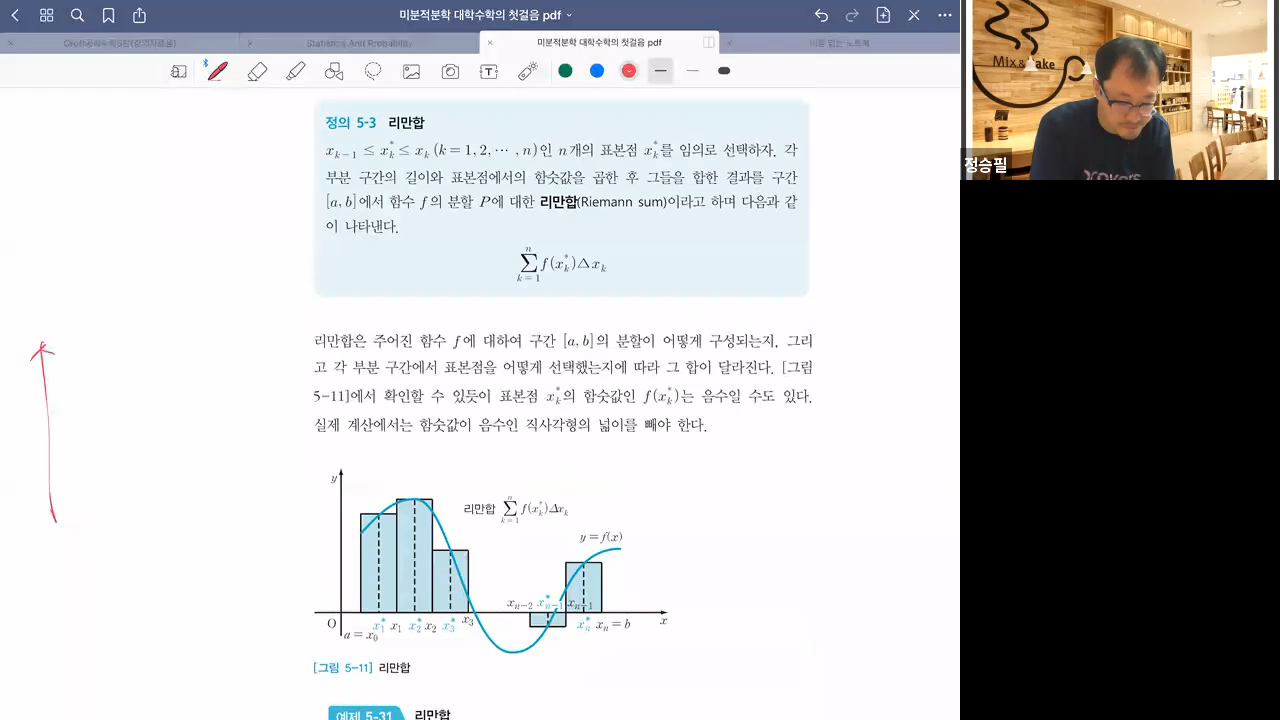 미분적분학 대학수학의 첫걸음 pdf
Statistics And Probability
미분적분학 대학수학의 첫걸음 pdf
이름 없는 노트북
정의 5-3 리만합
x_{k-1} ≤ x_k^* ≤ x_k (k=1, 2, ⋯, n)인 n개의 표본점 x_k^*를 임의로 선택하자. 각
부분 구간의 길이와 표본점에서의 함숫값을 곱한 후 그들을 합한 결과를 구간
[a, b]에서 함수 f의 분할 P에 대한 리만합(Riemann sum)이라고 하며 다음과 같
이 나타낸다.
∑_{k=1}^{n} f(x_k^*)Δx_k
리만합은 주어진 함수 f에 대하여 구간 [a, b]의 분할이 어떻게 구성되는지, 그리
고 각 부분 구간에서 표본점을 어떻게 선택했는지에 따라 그 합이 달라진다. [그림
5-11]에서 확인할 수 있듯이 표본점 x_k^*의 함숫값인 f(x_k^*)는 음수일 수도 있다.
실제 계산에서는 함숫값이 음수인 직사각형의 넓이를 빼야 한다.
y
리만합 ∑_{k=1}^{n} f(x_k^*)Δx_k
y=f(x)
x_{n-2} x_{n-1}^* x_{n-1}
O a=x_0 x_1^* x_1 x_2^* x_2 x_3^* x_3 x_n^* x_n=b x
[그림 5-11] 리만합
예제 5-31 리만합
Mix&Bake
정승필